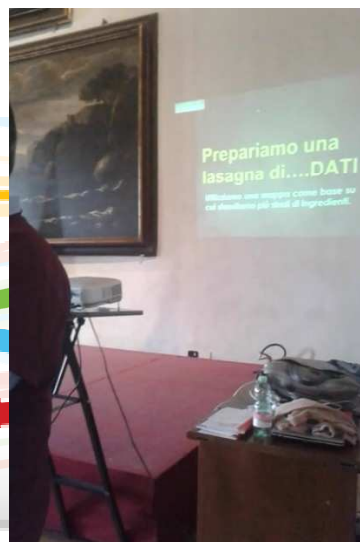 Prepariamo una
lasagna di....DATI
Utilizziamo una mappa come base su
cui stendiamo più strati di ingredienti.